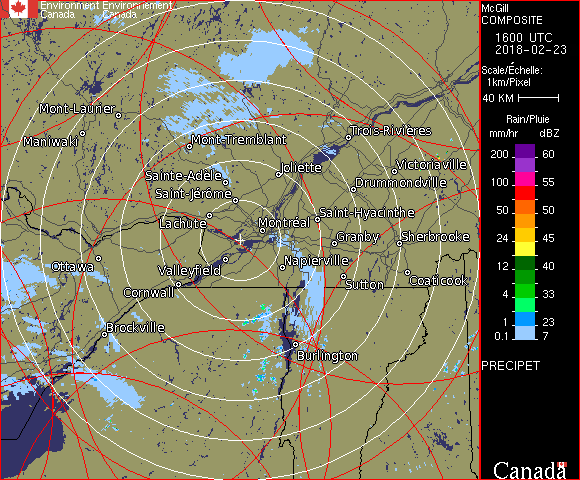 Environment Environnement
Canada Canada
McGill
COMPOSITE
1600 UTC
2018-02-23
Scale/Échelle:
1km/Pixel
40 KM
Rain/Pluie
mm/hr dBZ
200 60
150 57
100 55
50 50
24 45
12 40
4 33
1 23
0.1 7
PRECIPET
Canada
Mont-Laurier
Maniwaki
Mont-Tremblant
Trois-Rivières
Sainte-Adèle
Joliette
Victoriaville
Saint-Jérôme
Drummondville
Lachute
Montréal
Saint-Hyacinthe
Granby
Sherbrooke
Ottawa
Valleyfield
Napierville
Cornwall
Sutton
Coaticook
Brockville
Burlington